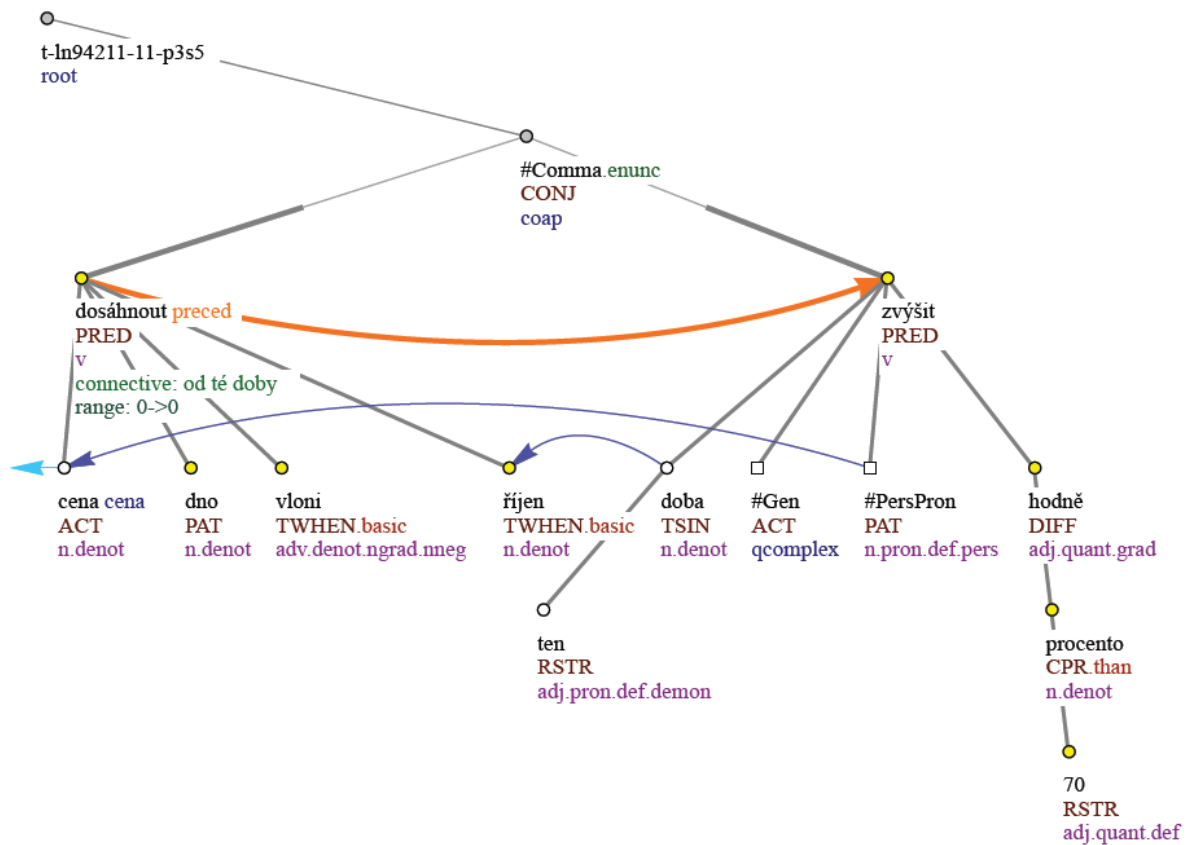 t-ln94211-11-p3s5
root
#Comma.enunc
CONJ
coap
dosáhnout preced
PRED
v
connective: od té doby
range: 0->0
zvýšit
PRED
v
cena cena
ACT
n.denot
dno
PAT
n.denot
vloni
TWHEN.basic
adv.denot.ngrad.nneg
říjen
TWHEN.basic
n.denot
doba
TSIN
n.denot
#Gen
ACT
qcomplex
#PersPron
PAT
n.pron.def.pers
hodně
DIFF
adj.quant.grad
ten
RSTR
adj.pron.def.demon
procento
CPR.than
n.denot
70
RSTR
adj.quant.def